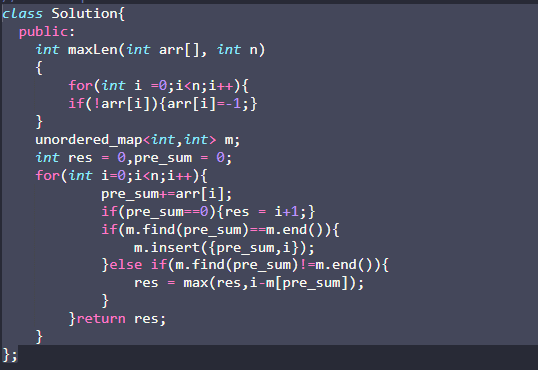 class Solution{
  public:
    int maxLen(int arr[], int n)
    {
        for(int i =0;i<n;i++){
        if(!arr[i]){arr[i]=-1;}
    }
    unordered_map<int,int> m;
    int res = 0,pre_sum = 0;
    for(int i=0;i<n;i++){
            pre_sum+=arr[i];
            if(pre_sum==0){res = i+1;}
            if(m.find(pre_sum)==m.end()){
                m.insert({pre_sum,i});
            }else if(m.find(pre_sum)!=m.end()){
                res = max(res,i-m[pre_sum]);
            }
        }return res;
    }
};